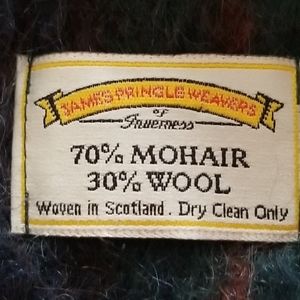 JAMES PRINGLE WEAVERS
of
Inverness
70% MOHAIR
30% WOOL
Woven in Scotland. Dry Clean Only